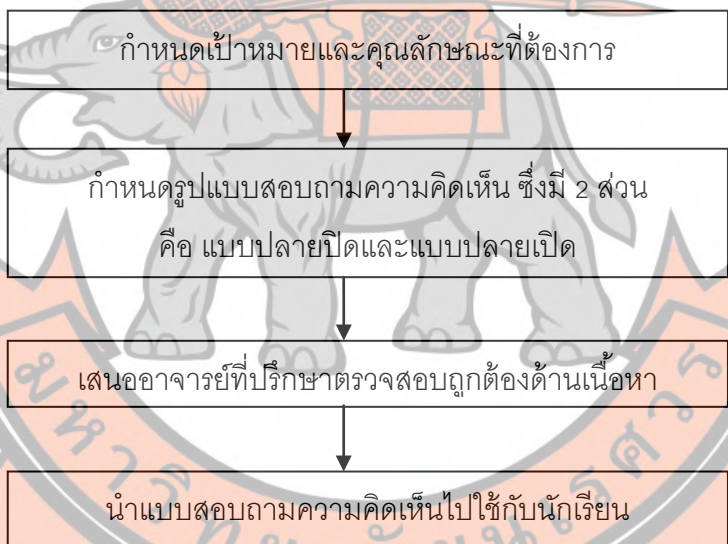 กำหนดเป้าหมายและคุณลักษณะที่ต้องการ
กำหนดรูปแบบสอบถามความคิดเห็น ซึ่งมี 2 ส่วน
คือ แบบปลายปิดและแบบปลายเปิด
เสนออาจารย์ที่ปรึกษาตรวจสอบถูกต้องด้านเนื้อหา
นำแบบสอบถามความคิดเห็นไปใช้กับนักเรียน